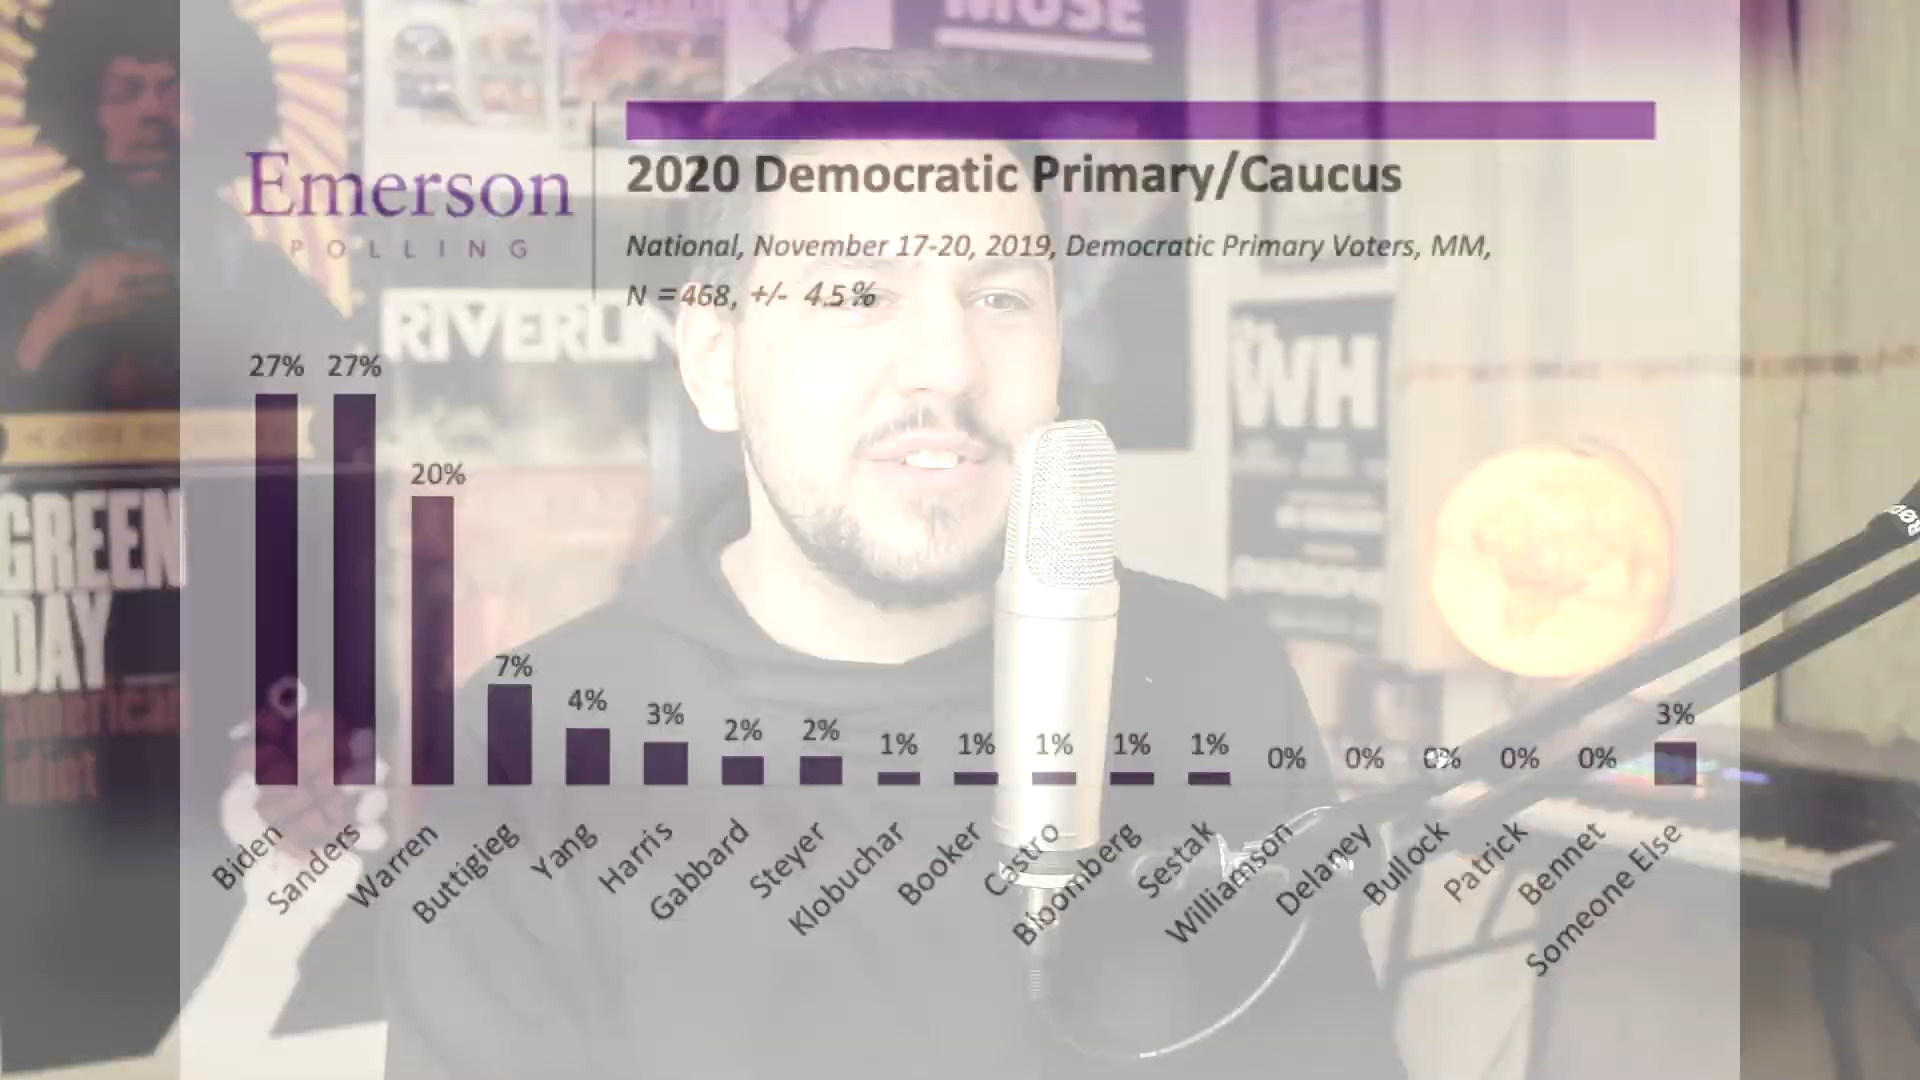 MUSE
Emerson
POLLING
2020 Democratic Primary/Caucus
National, November 17-20, 2019, Democratic Primary Voters, MM,
N =468, +/- 4.5%
RIVERLIN
WH
27% 27%
20%
7%
4%
3%
2%
2%
1%
1%
1%
1%
1%
0%
0%
0%
0%
0%
3%
GREEN
DAY
american
idiot
Biden
Sanders
Warren
Buttigieg
Yang
Harris
Gabbard
Steyer
Klobuchar
Booker
Castro
Bloomberg
Sestak
Williamson
Delaney
Bullock
Patrick
Bennet
Someone Else